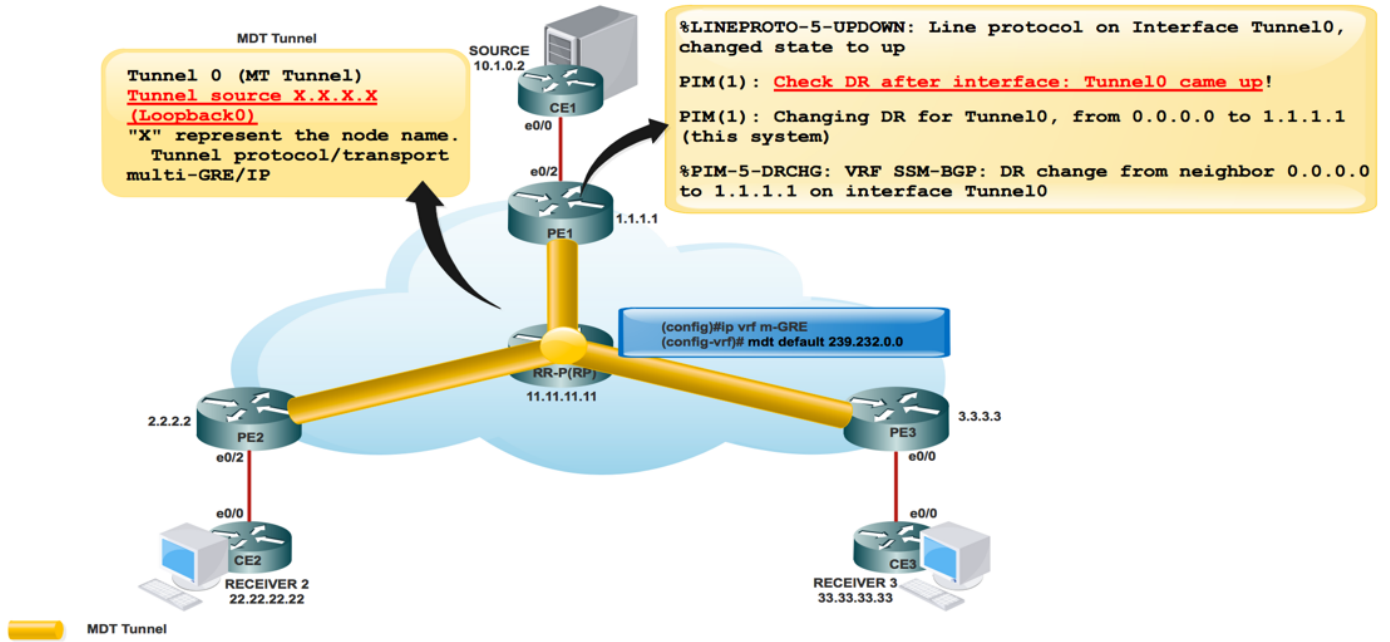 MDT Tunnel
Tunnel 0 (MT Tunnel)
Tunnel source X.X.X.X
(Loopback0)
"X" represent the node name.
Tunnel protocol/transport
multi-GRE/IP
SOURCE
10.1.0.2
CE1
e0/0
e0/2
PE1
1.1.1.1
%LINEPROTO-5-UPDOWN: Line protocol on Interface Tunnel0,
changed state to up
PIM(1): Check DR after interface: Tunnel0 came up!
PIM(1): Changing DR for Tunnel0, from 0.0.0.0 to 1.1.1.1
(this system)
%PIM-5-DRCHG: VRF SSM-BGP: DR change from neighbor 0.0.0.0
to 1.1.1.1 on interface Tunnel0
(config)#ip vrf m-GRE
(config-vrf)# mdt default 239.232.0.0
RR-P(RP)
11.11.11.11
2.2.2.2
PE2
e0/2
3.3.3.3
PE3
e0/0
e0/0
CE2
RECEIVER 2
22.22.22.22
e0/0
CE3
RECEIVER 3
33.33.33.33
MDT Tunnel